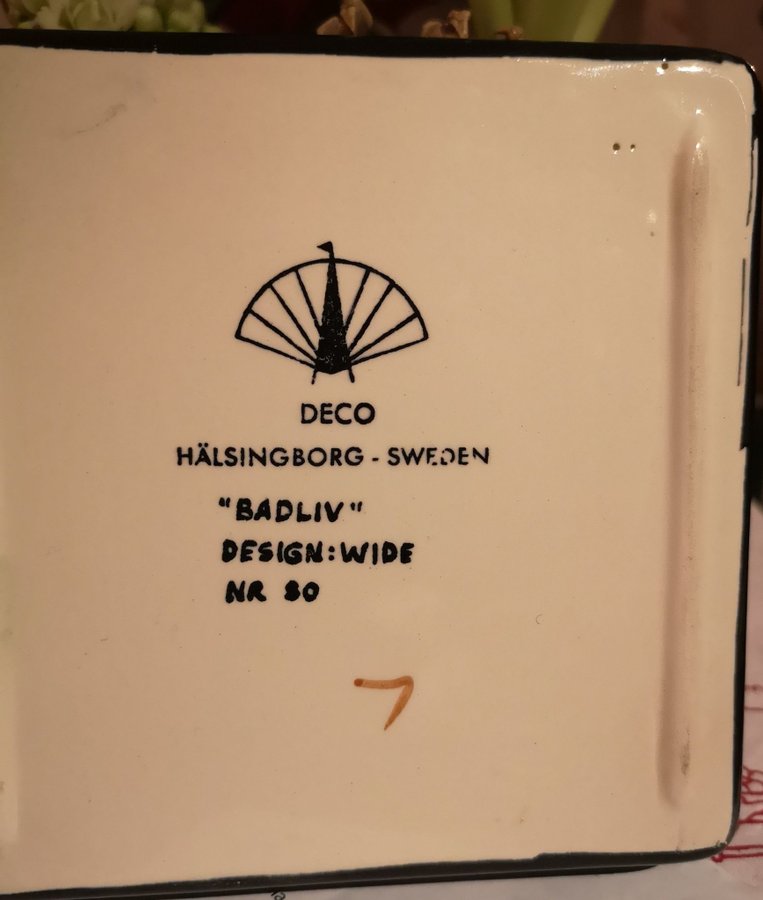 DECO
HÄLSINGBORG - SWEDEN
"BADLIV"
DESIGN: WIDE
NR 80